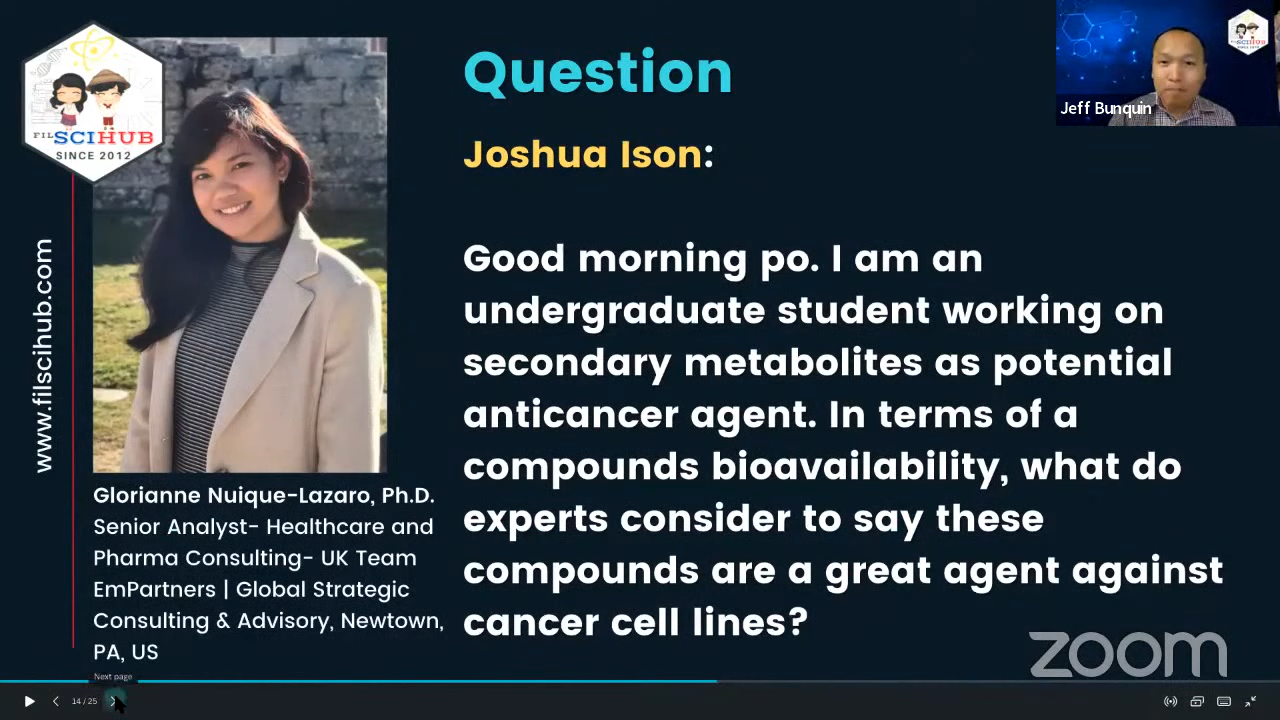 FILSCIHUB
SINCE 2012
www.filscihub.com
Glorianne Nuique-Lazaro, Ph.D.
Senior Analyst- Healthcare and
Pharma Consulting- UK Team
EmPartners | Global Strategic
Consulting & Advisory, Newtown,
PA, US
Question
Joshua Ison:
Good morning po. I am an
undergraduate student working on
secondary metabolites as potential
anticancer agent. In terms of a
compounds bioavailability, what do
experts consider to say these
compounds are a great agent against
cancer cell lines?
Jeff Bunquin
zoom
Next page
14 / 25